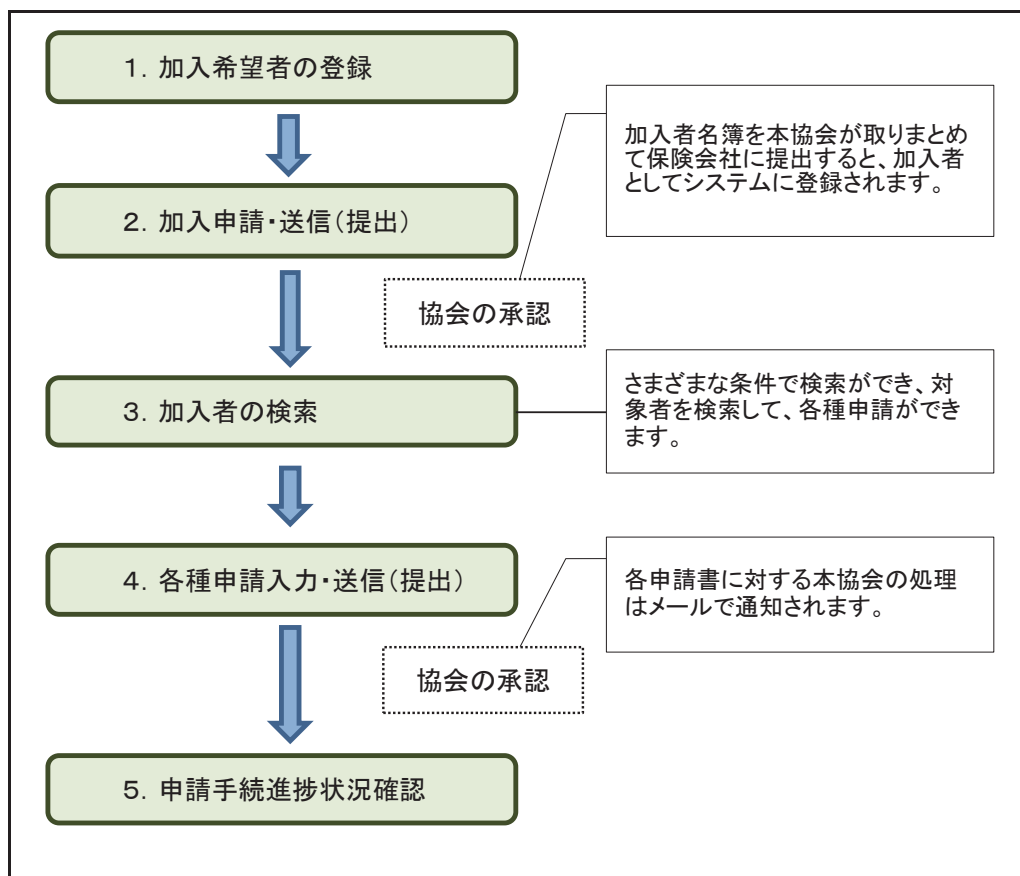 1. 加入希望者の登録
加入者名簿を本協会が取りまとめ
て保険会社に提出すると、加入者
としてシステムに登録されます。
2. 加入申請・送信（提出）
協会の承認
3. 加入者の検索
さまざまな条件で検索ができ、対
象者を検索して、各種申請ができ
ます。
4. 各種申請入力・送信（提出）
各申請書に対する本協会の処理
はメールで通知されます。
協会の承認
5. 申請手続進捗状況確認